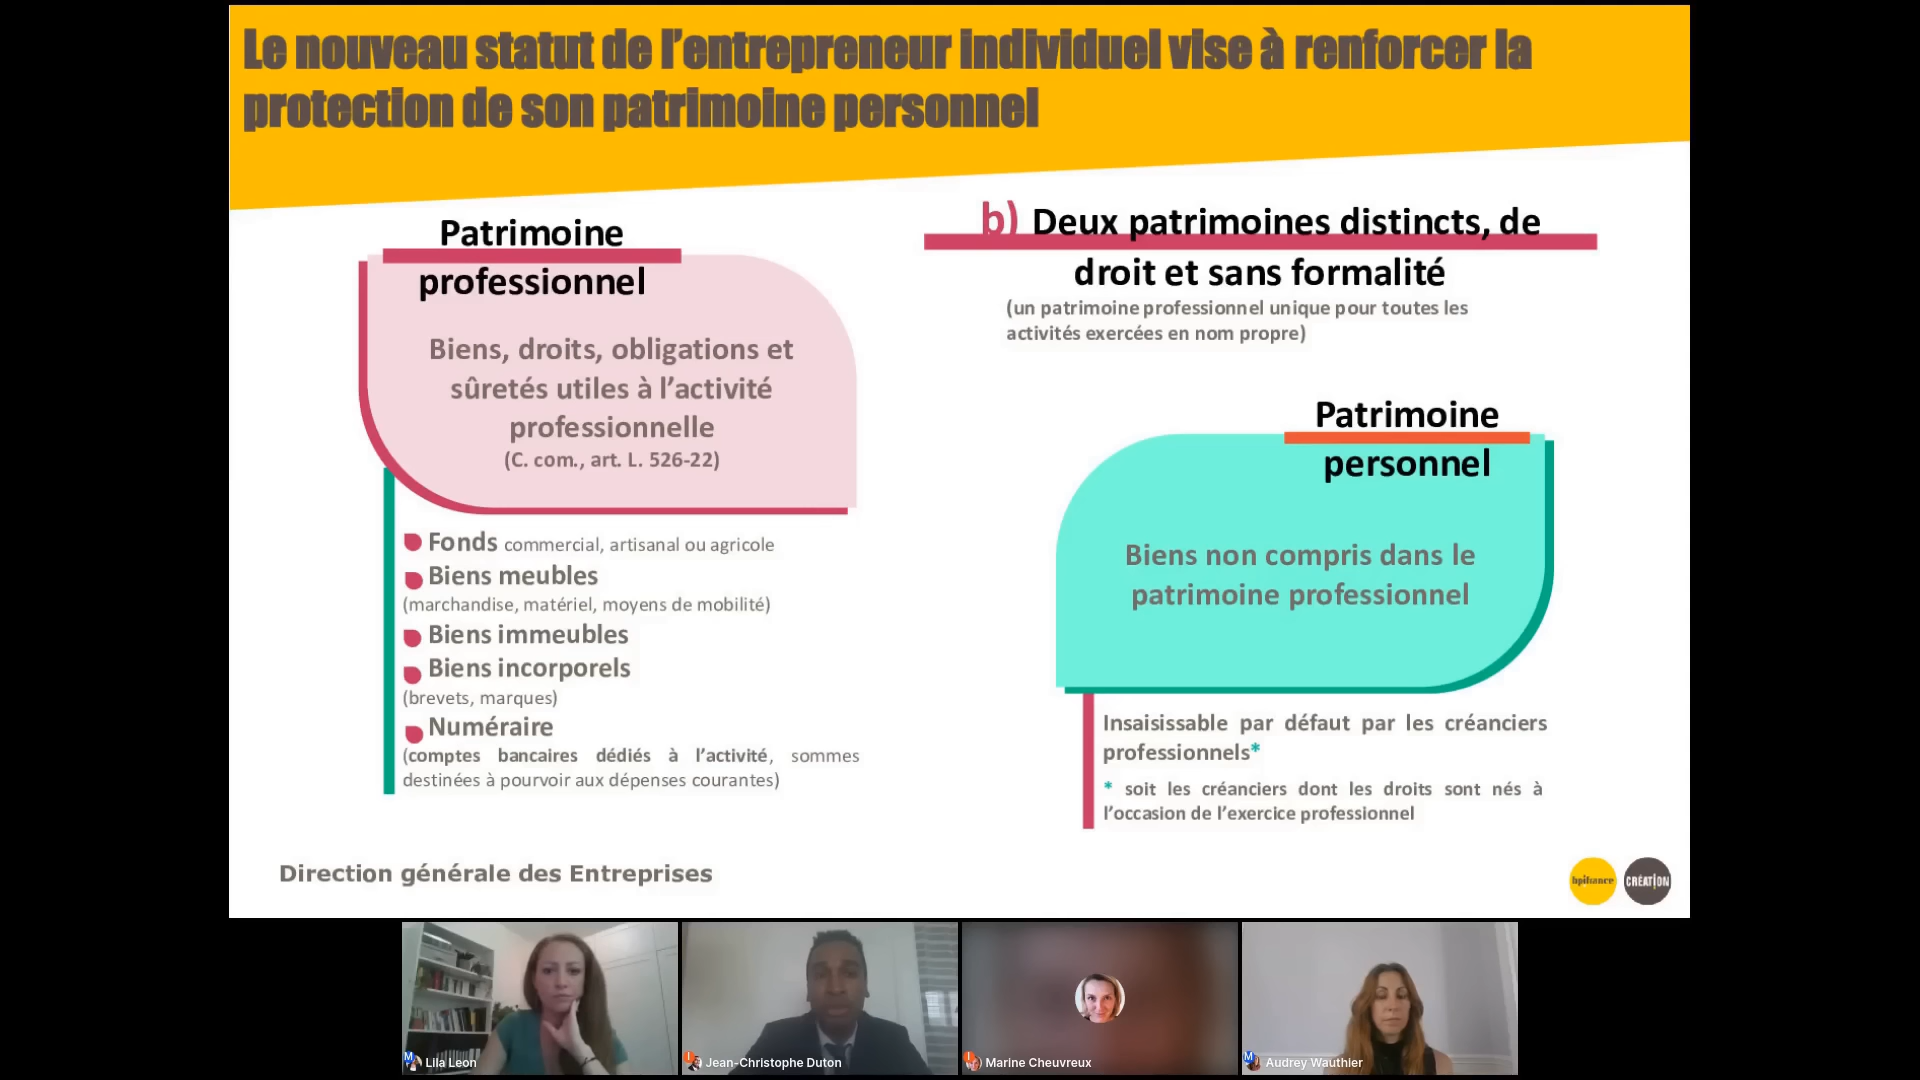 Le nouveau statut de l’entrepreneur individuel vise à renforcer la
protection de son patrimoine personnel
Patrimoine
professionnel
Biens, droits, obligations et
sûretés utiles à l’activité
professionnelle
(C. com., art. L. 526-22)
Fonds commercial, artisanal ou agricole
Biens meubles
(marchandise, matériel, moyens de mobilité)
Biens immeubles
Biens incorporels
(brevets, marques)
Numéraire
(comptes bancaires dédiés à l’activité, sommes
destinées à pourvoir aux dépenses courantes)
b) Deux patrimoines distincts, de
droit et sans formalité
(un patrimoine professionnel unique pour toutes les
activités exercées en nom propre)
Patrimoine
personnel
Biens non compris dans le
patrimoine professionnel
Insaisissable par défaut par les créanciers
professionnels*
* soit les créanciers dont les droits sont nés à
l’occasion de l’exercice professionnel
Direction générale des Entreprises
bpifrance
CRÉATION
M Lila Leon
I Jean-Christophe Duton
I Marine Cheuvreux
M Audrey Wauthier